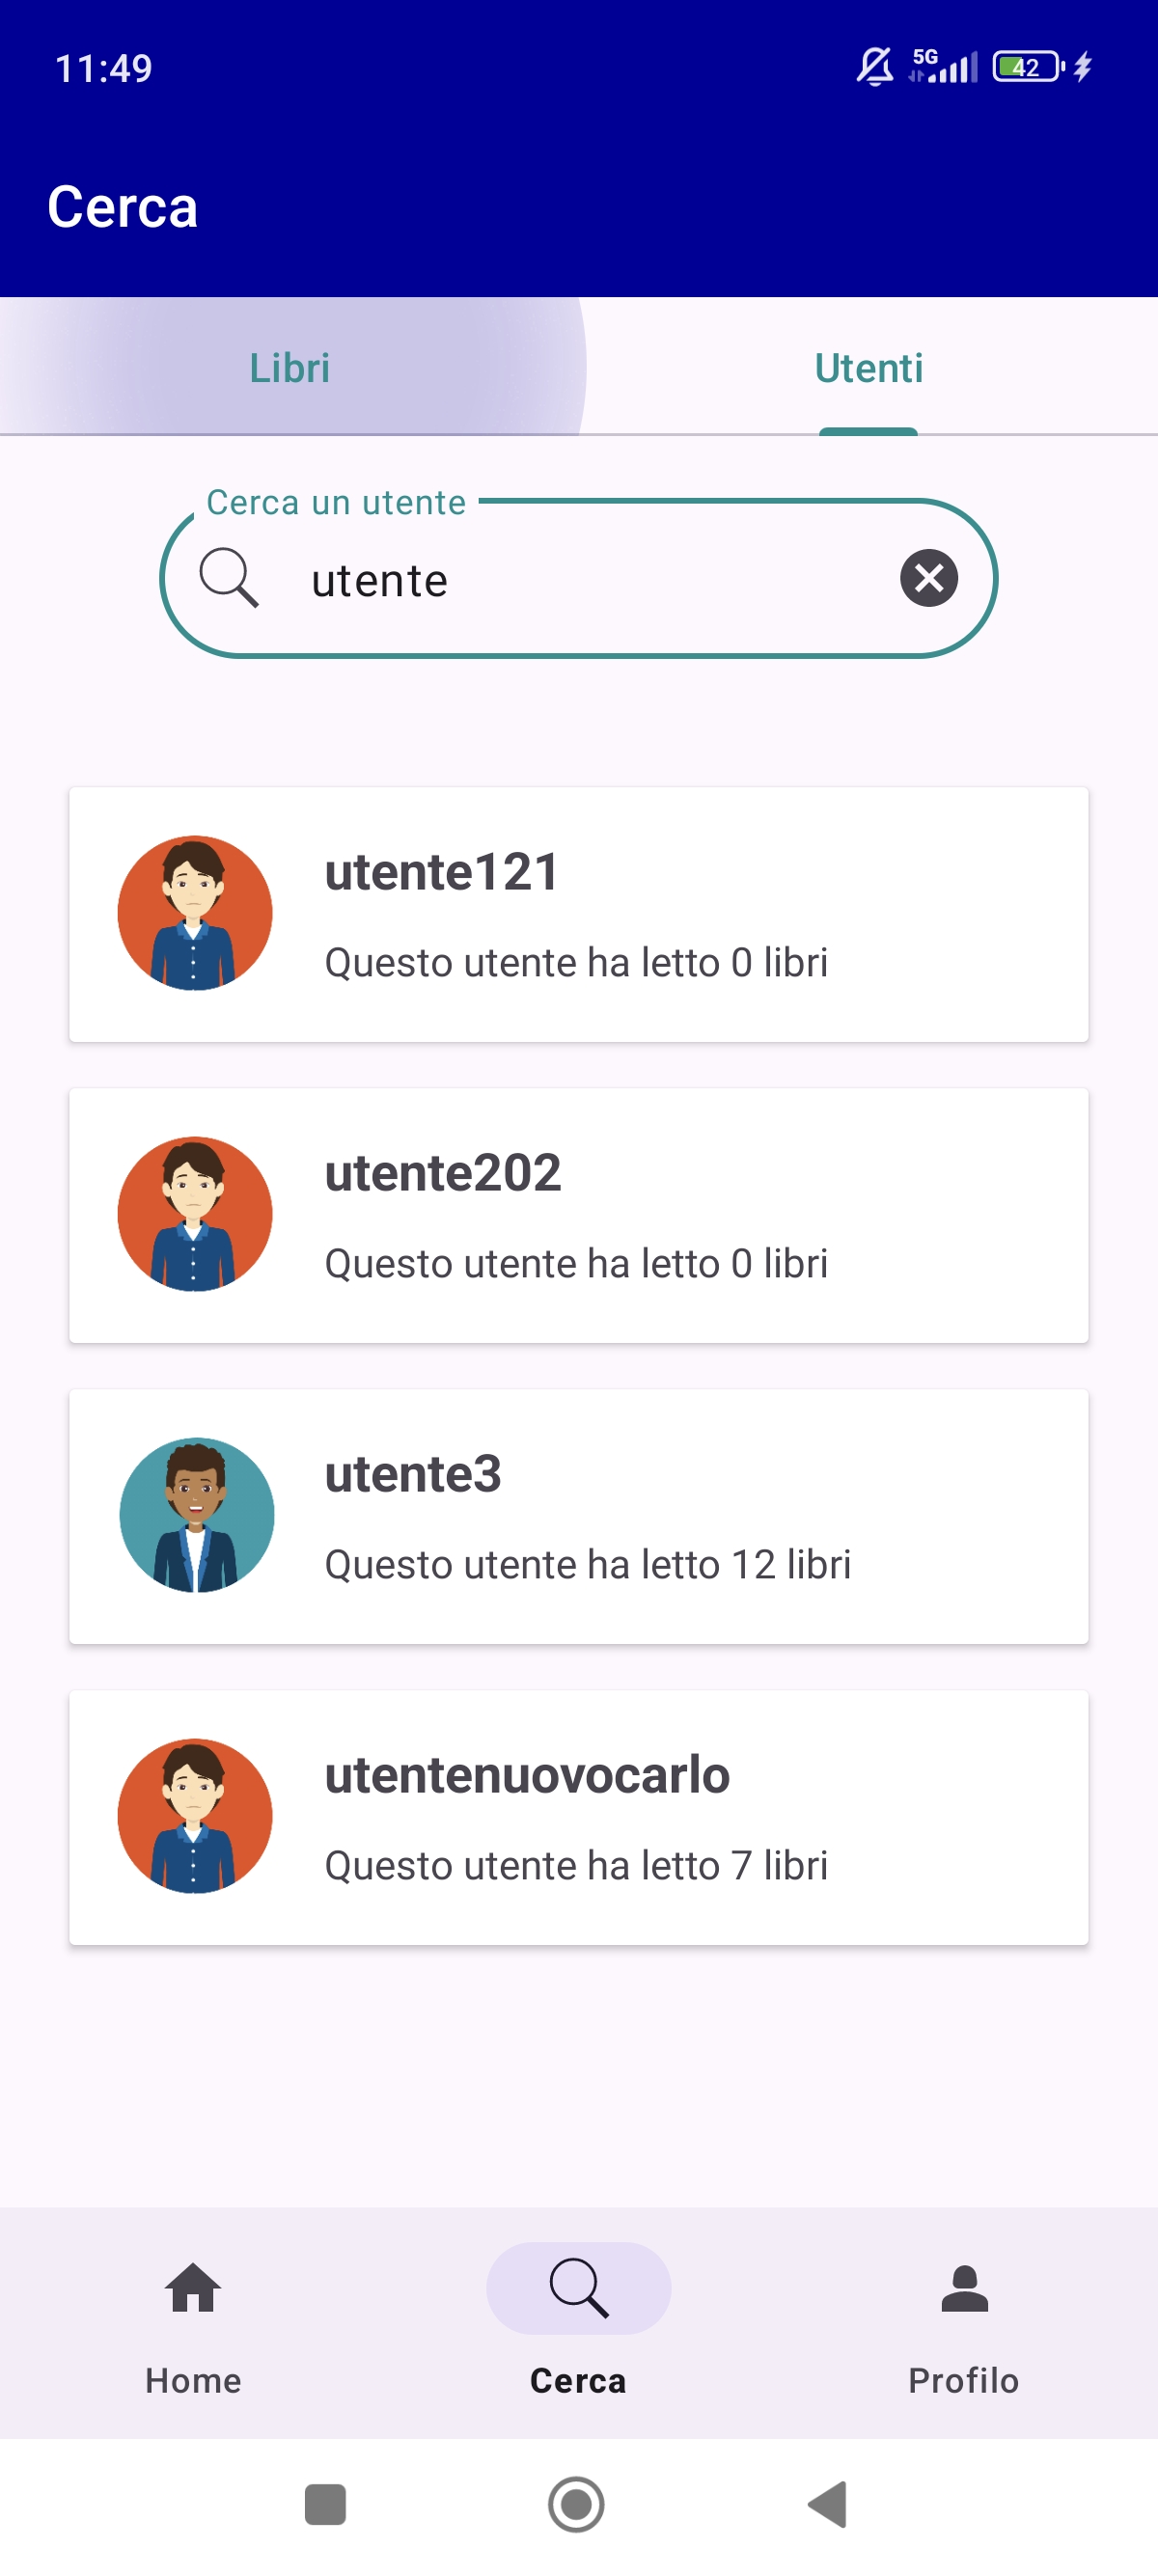 11:49
5G
42
Cerca
Libri
Utenti
Cerca un utente
utente
utente121
Questo utente ha letto 0 libri
utente202
Questo utente ha letto 0 libri
utente3
Questo utente ha letto 12 libri
utentenuovocarlo
Questo utente ha letto 7 libri
Home
Cerca
Profilo